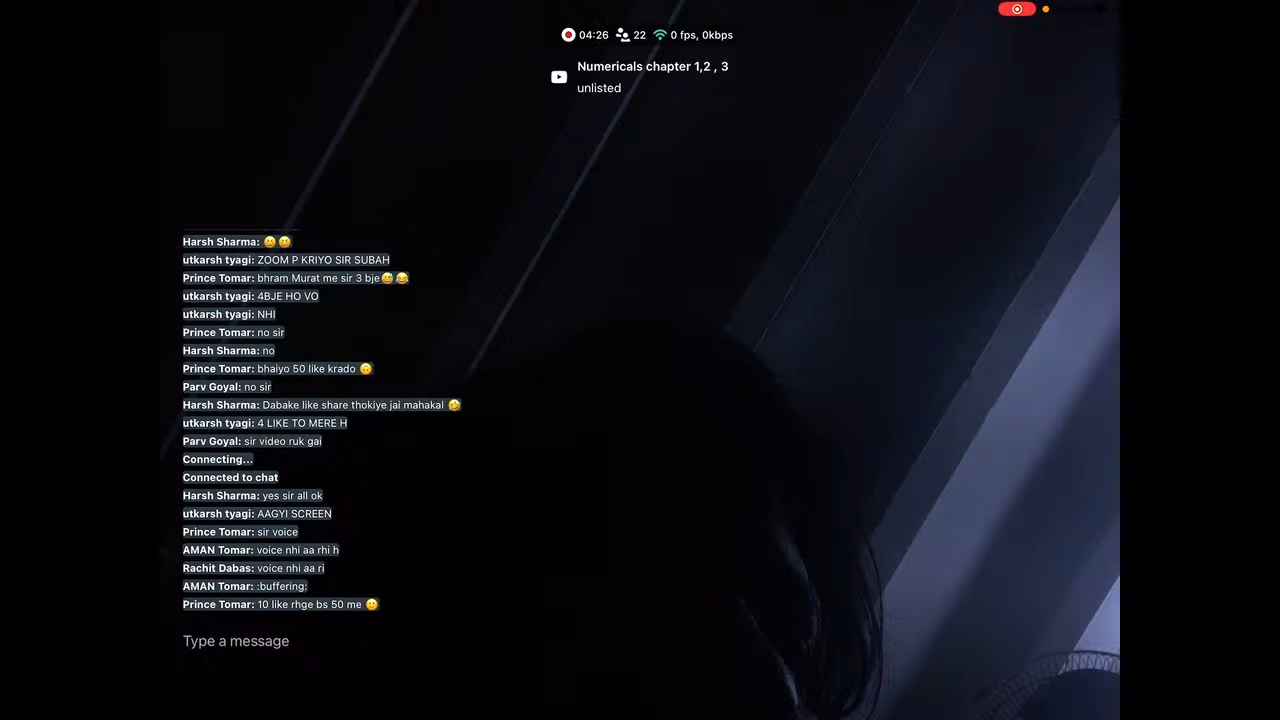 04:26 22 0 fps, 0kbps
Numericals chapter 1,2 , 3
unlisted
Harsh Sharma: 🙂😀
utkarsh tyagi: ZOOM P KRIYO SIR SUBAH
Prince Tomar: bhram Murat me sir 3 bje😅😂
utkarsh tyagi: 4BJE HO VO
utkarsh tyagi: NHI
Prince Tomar: no sir
Harsh Sharma: no
Prince Tomar: bhaiyo 50 like krado 🙃
Parv Goyal: no sir
Harsh Sharma: Dabake like share thokiye jai mahakal 🤣
utkarsh tyagi: 4 LIKE TO MERE H
Parv Goyal: sir video ruk gai
Connecting...
Connected to chat
Harsh Sharma: yes sir all ok
utkarsh tyagi: AAGYI SCREEN
Prince Tomar: sir voice
AMAN Tomar: voice nhi aa rhi h
Rachit Dabas: voice nhi aa ri
AMAN Tomar: :buffering:
Prince Tomar: 10 like rhge bs 50 me 🙂
Type a message